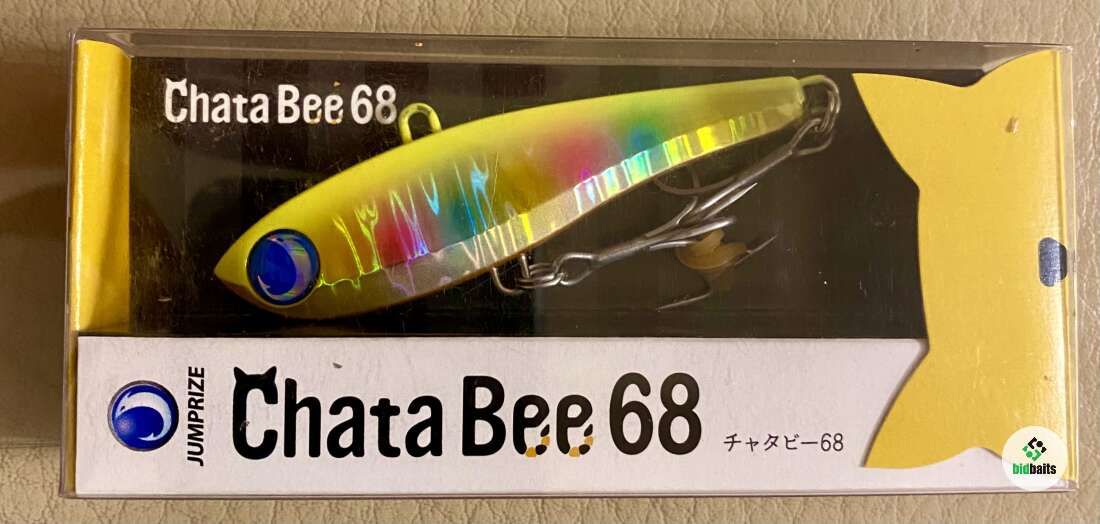 Chata Bee 68
JUMPRIZE
Chata Bee 68
チャタビー68
bidbaits